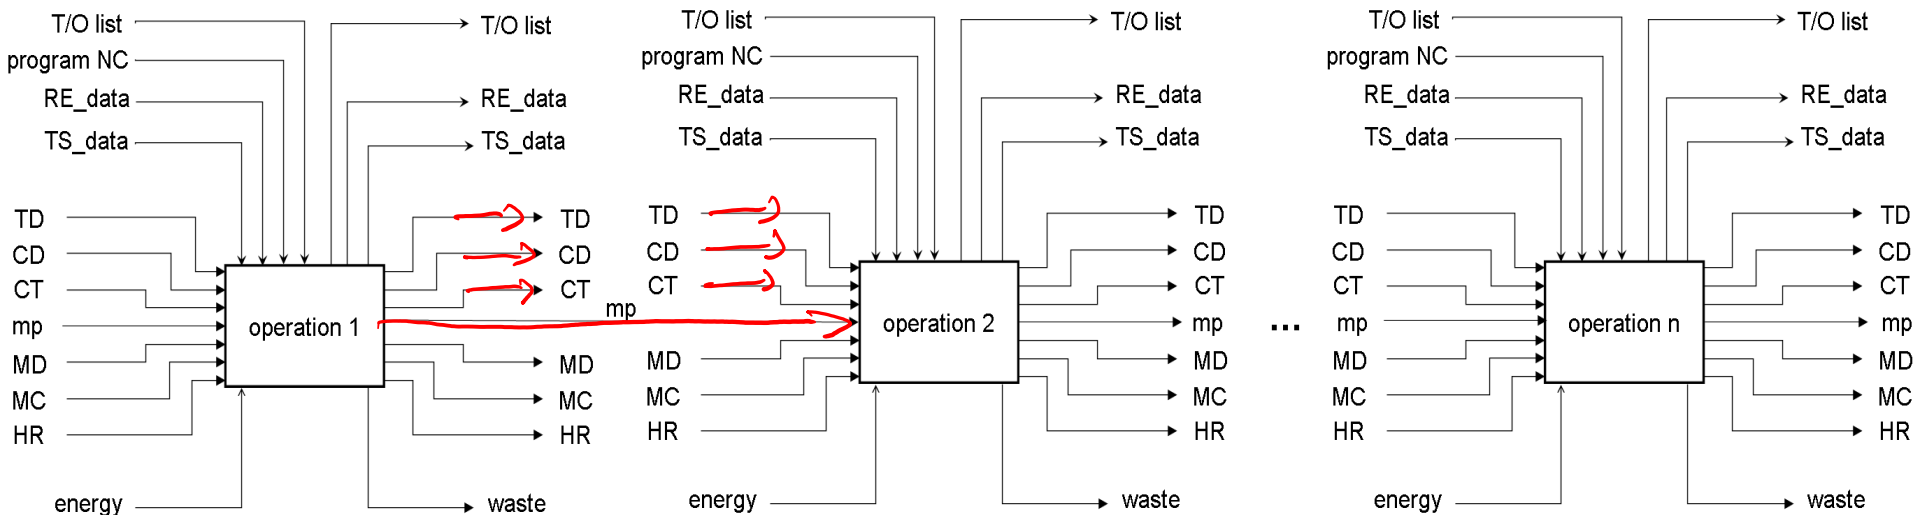 T/O list T/O list T/O list T/O list T/O list T/O list
program NC program NC program NC
RE_data RE_data RE_data RE_data RE_data RE_data
TS_data TS_data TS_data TS_data TS_data TS_data
TD TD TD TD TD TD
CD CD CD CD CD CD
CT CT CT CT CT CT
mp operation 1 mp operation 2 mp ... mp operation n mp
MD MD MD MD MD MD
MC MC MC MC MC MC
HR HR HR HR HR HR
energy waste energy waste energy waste